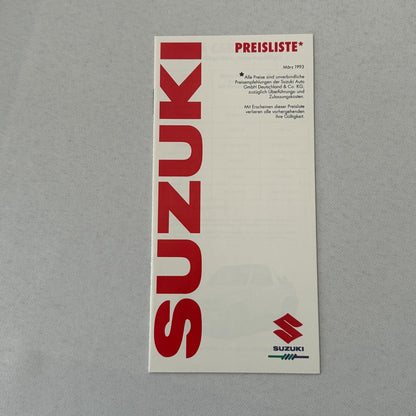 SUZUKI
PREISLISTE*
März 1993
*Alle Preise sind unverbindliche
Preisempfehlungen der Suzuki Auto
GmbH Deutschland & Co. KG,
zuzüglich Überführungs- und
Zulassungskosten.
Mit Erscheinen dieser Preisliste
verlieren alle vorhergehenden
ihre Gültigkeit.
SUZUKI